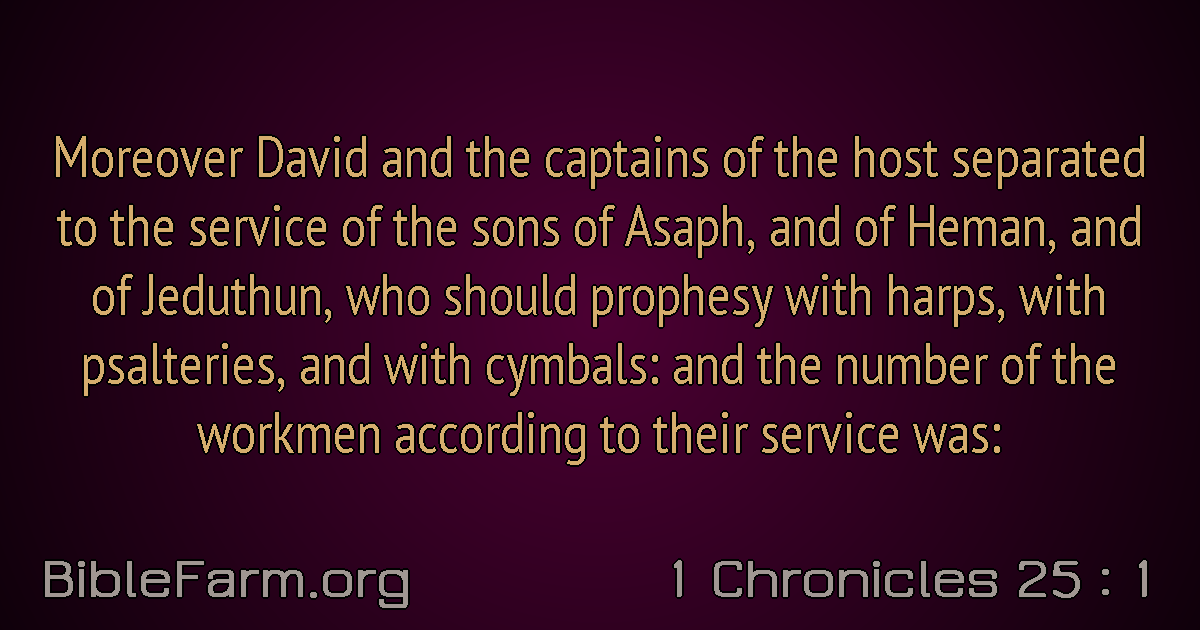 Moreover David and the captains of the host separated
to the service of the sons of Asaph, and of Heman, and
of Jeduthun, who should prophesy with harps, with
psalteries, and with cymbals: and the number of the
workmen according to their service was:
BibleFarm.org
1 Chronicles 25 : 1